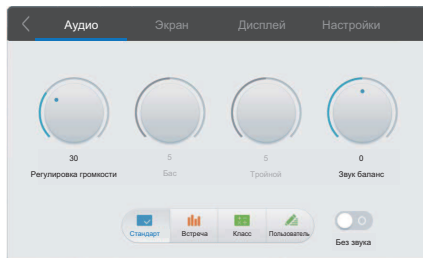 Аудио
Экран
Дисплей
Настройки
30
5
5
0
Регулировка громкости
Бас
Тройной
Звук баланс
Стандарт
Встреча
Класс
Пользователь
Без звука